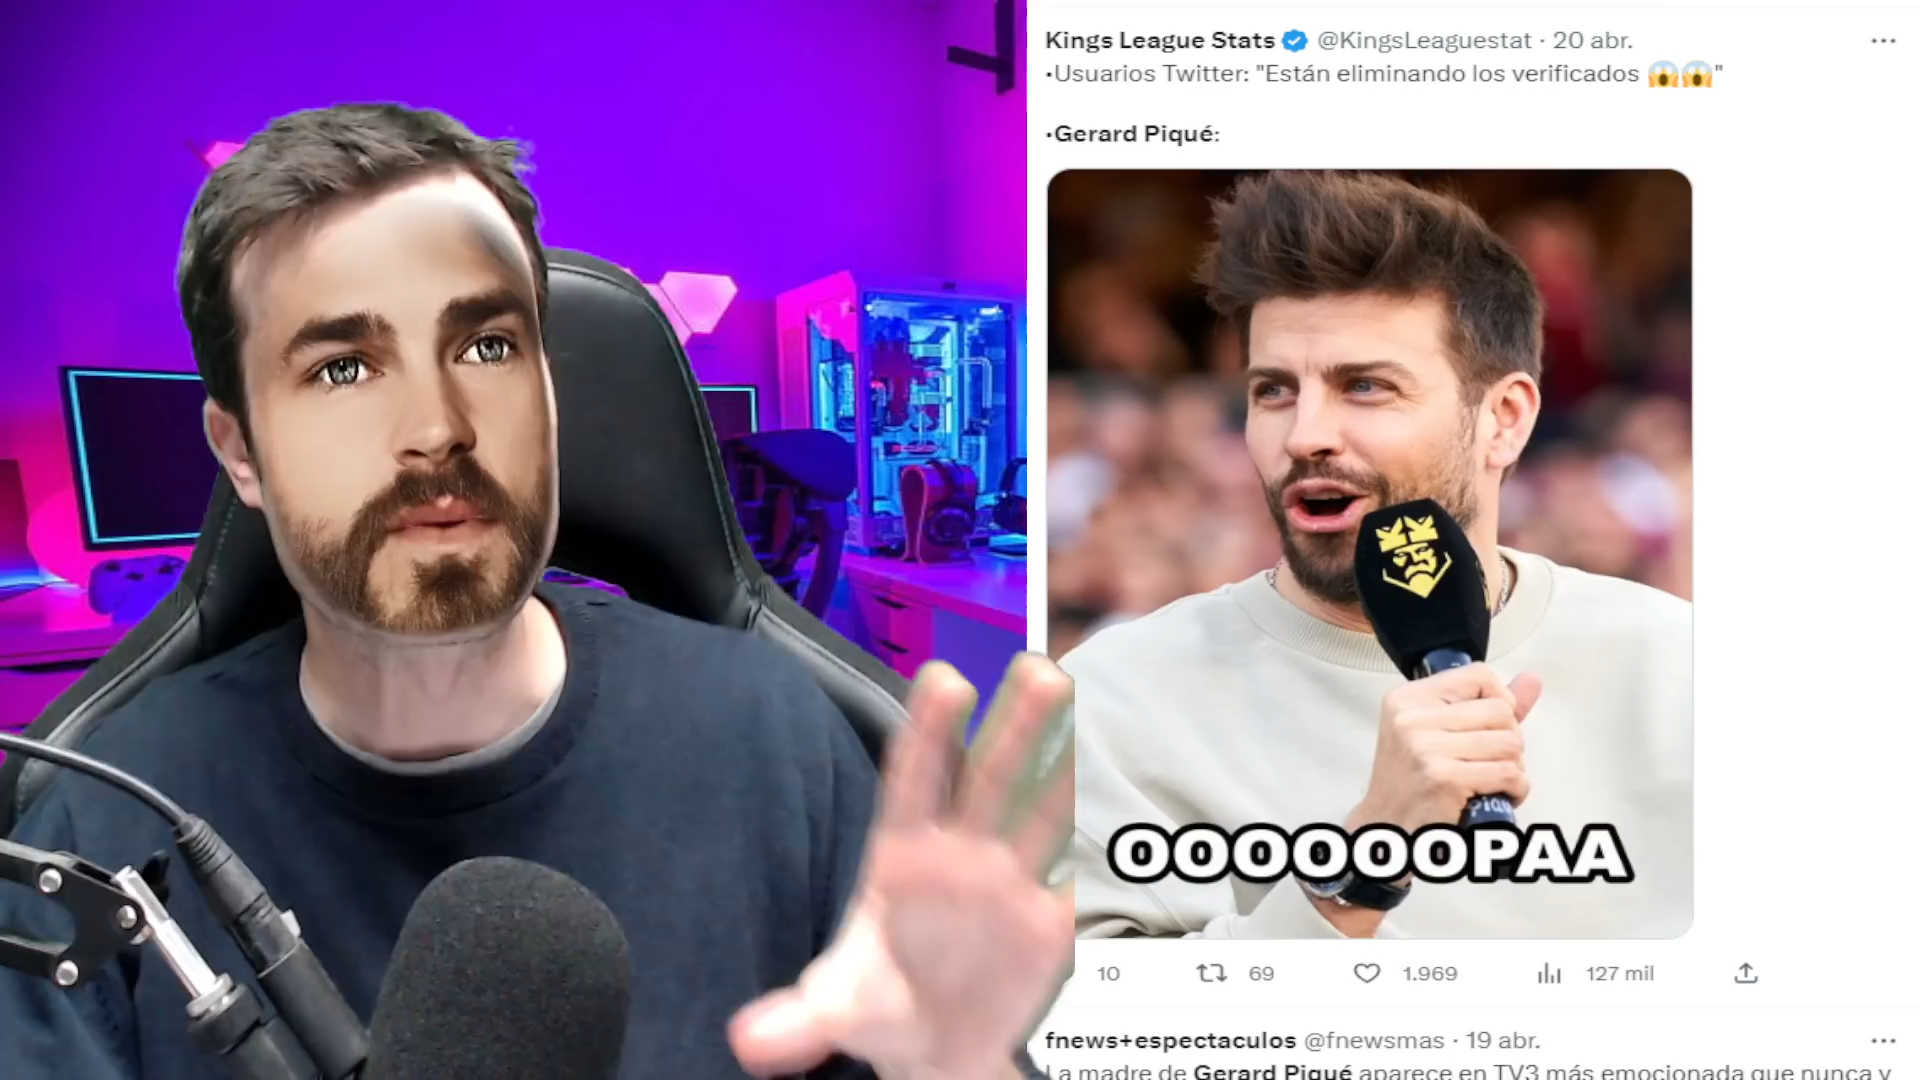 Kings League Stats @KingsLeaguestat · 20 abr.
•Usuarios Twitter: "Están eliminando los verificados 😱😱"
•Gerard Piqué:
piqu
OOOOOOPAA
10 69 1.969 127 mil
fnews+espectaculos @fnewsmas · 19 abr.
La madre de Gerard Piqué aparece en TV3 más emocionada que nunca y